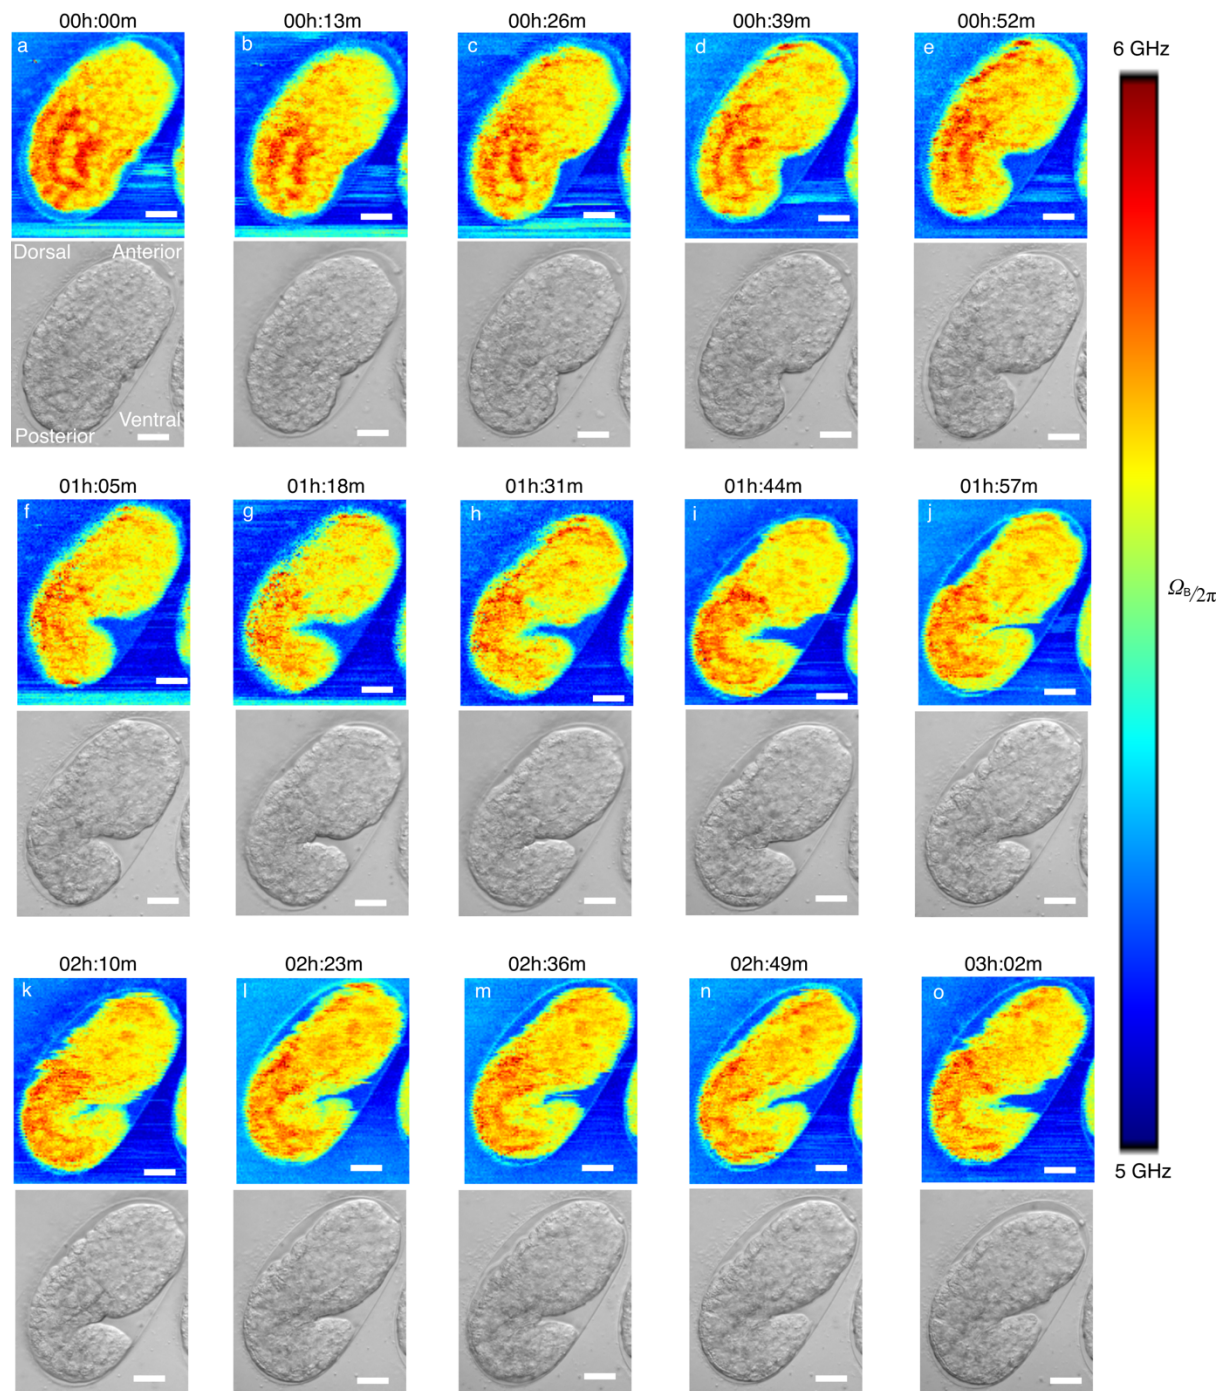 00h:00m 00h:13m 00h:26m 00h:39m 00h:52m
6 GHz
a b c d e
Dorsal Anterior
Ventral
Posterior
01h:05m 01h:18m 01h:31m 01h:44m 01h:57m
f g h i j
Ω_B/2π
02h:10m 02h:23m 02h:36m 02h:49m 03h:02m
k l m n o
5 GHz